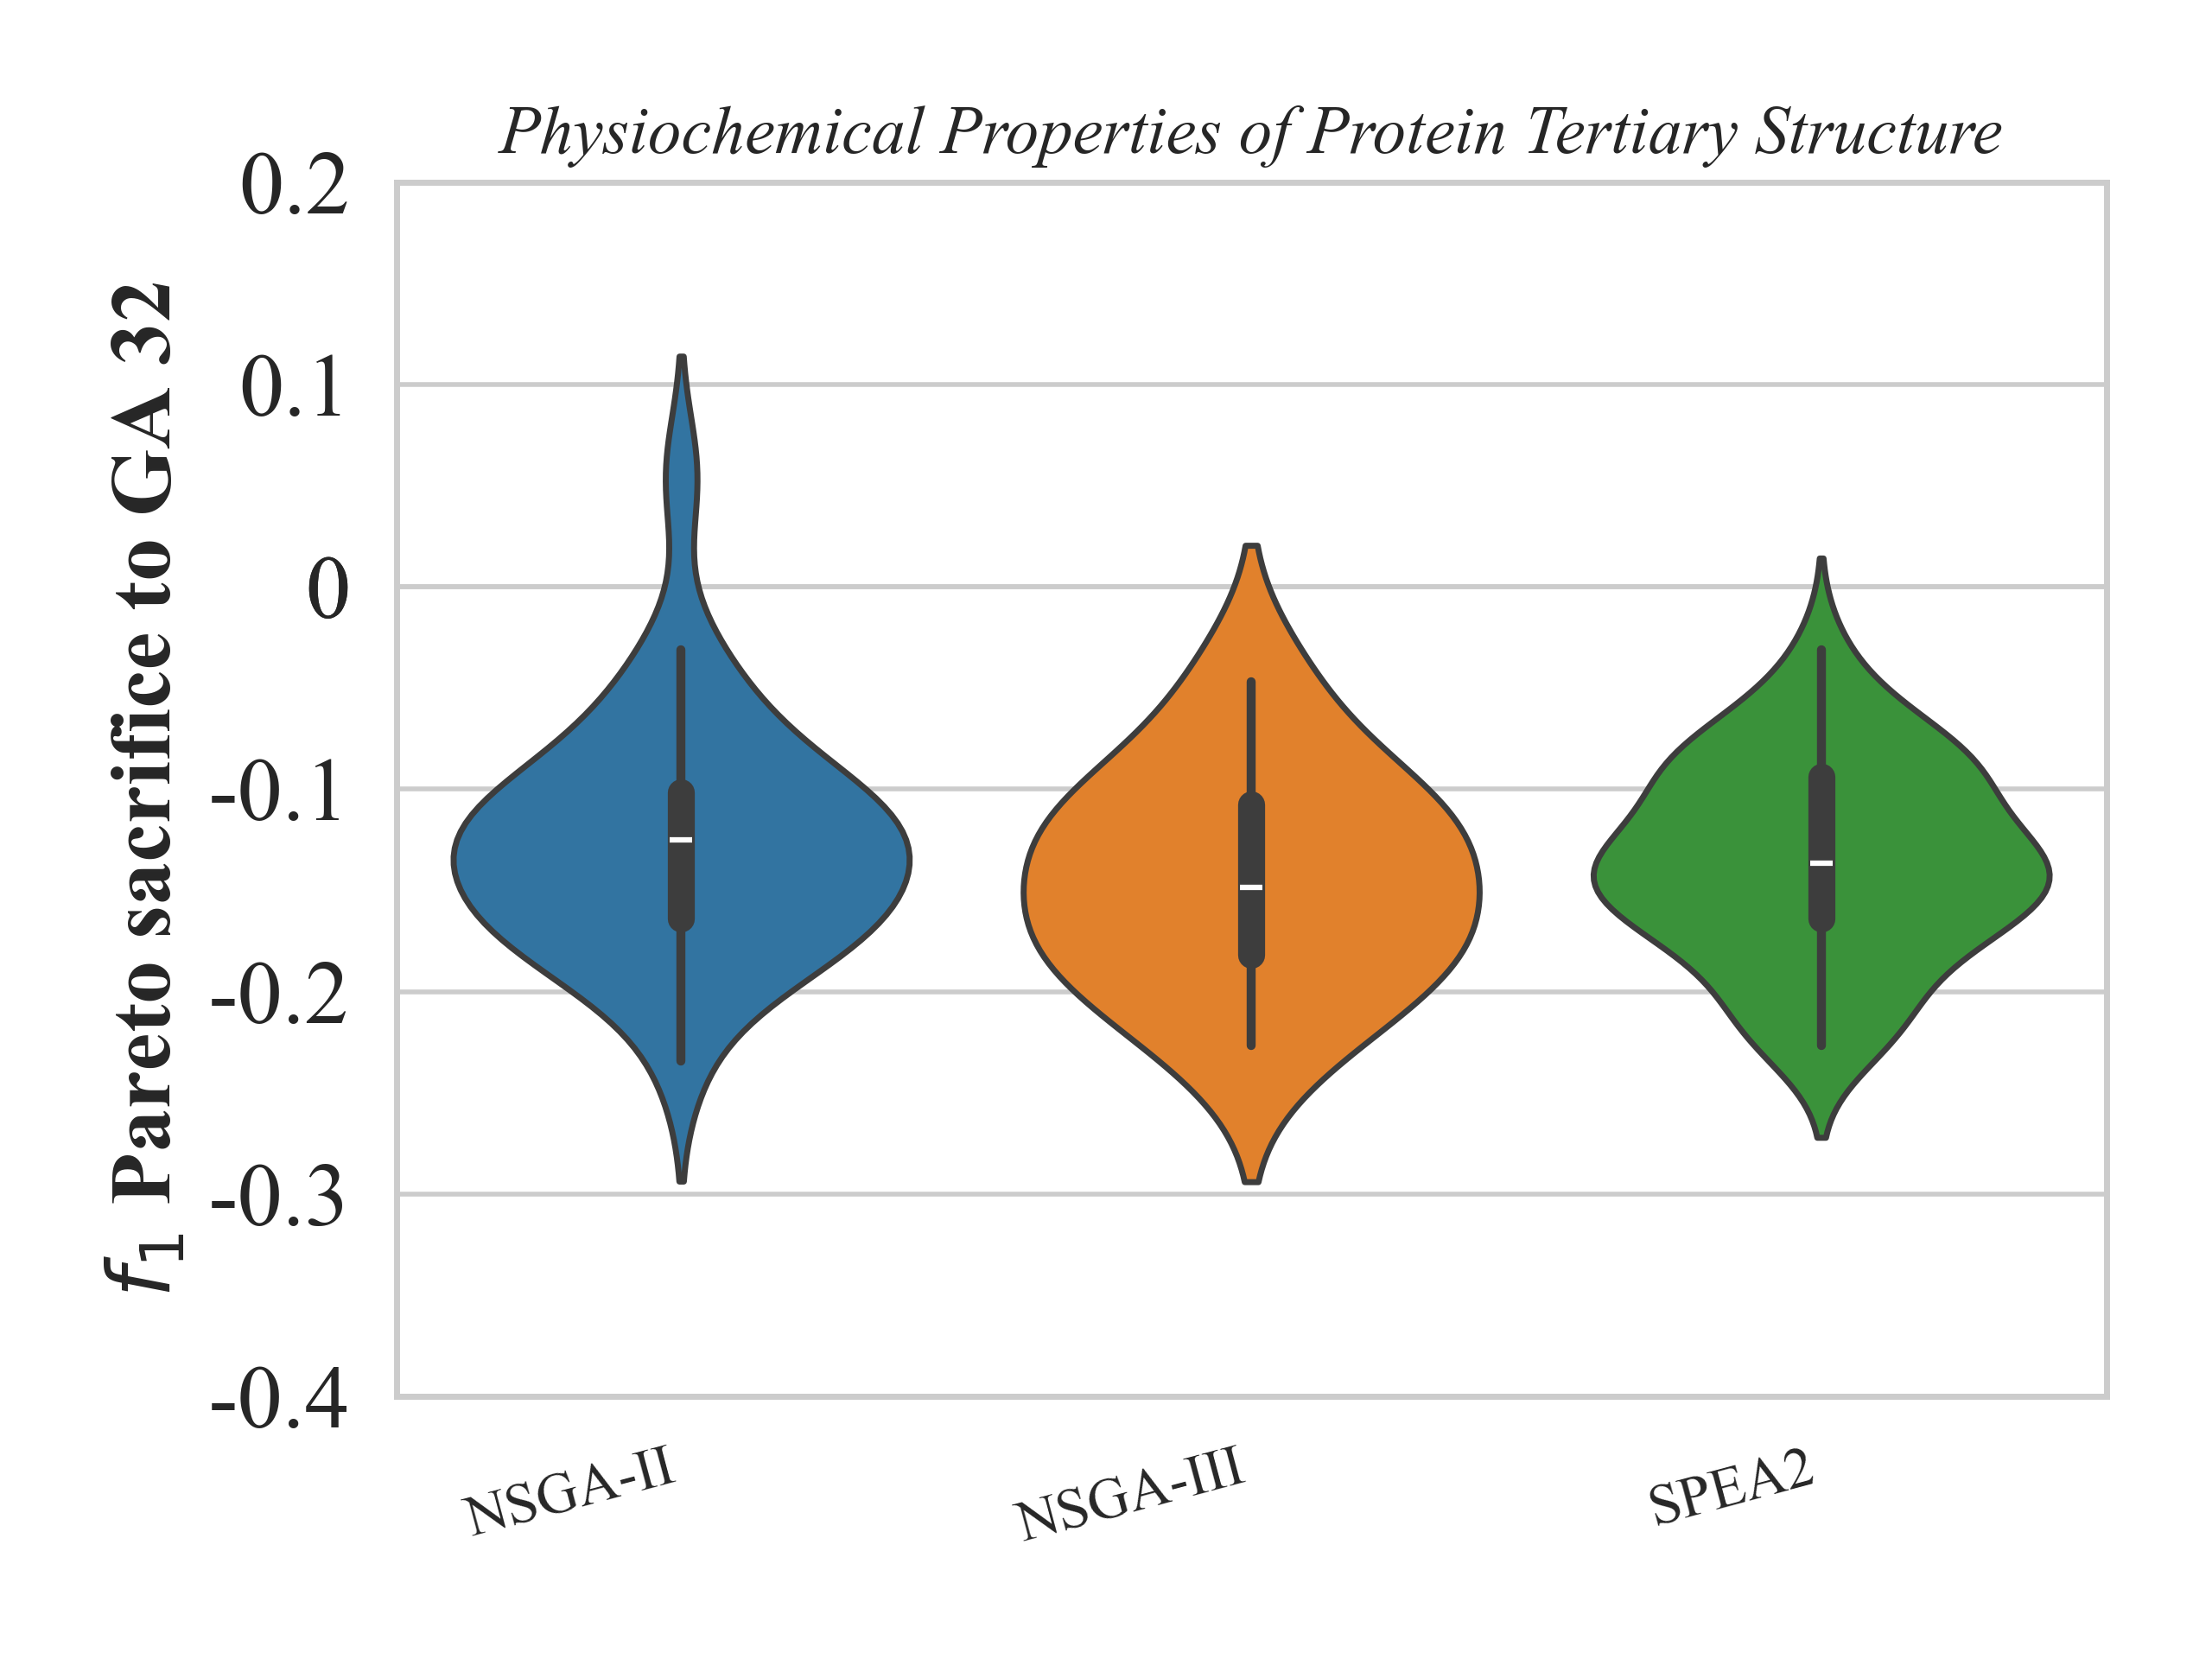 Physiochemical Properties of Protein Tertiary Structure
f1 Pareto sacrifice to GA 32
0.2
0.1
0
-0.1
-0.2
-0.3
-0.4
NSGA-II
NSGA-III
SPEA2